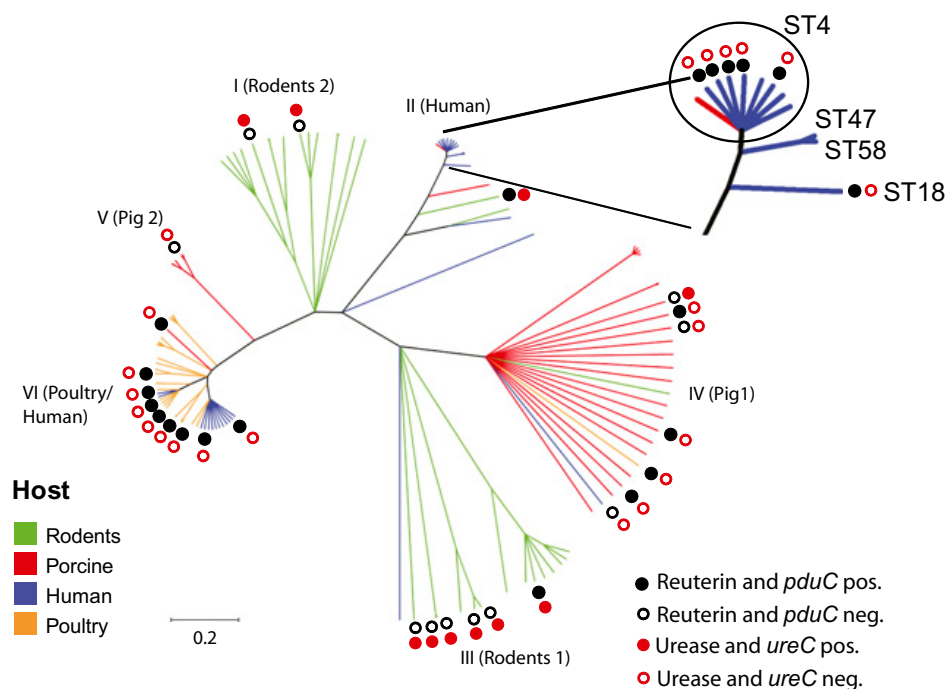 ST4
I (Rodents 2)
II (Human)
ST47
ST58
ST18
V (Pig 2)
VI (Poultry/
Human)
IV (Pig1)
Host
Rodents
Porcine
Human
Poultry
0.2
III (Rodents 1)
Reuterin and pduC pos.
Reuterin and pduC neg.
Urease and ureC pos.
Urease and ureC neg.